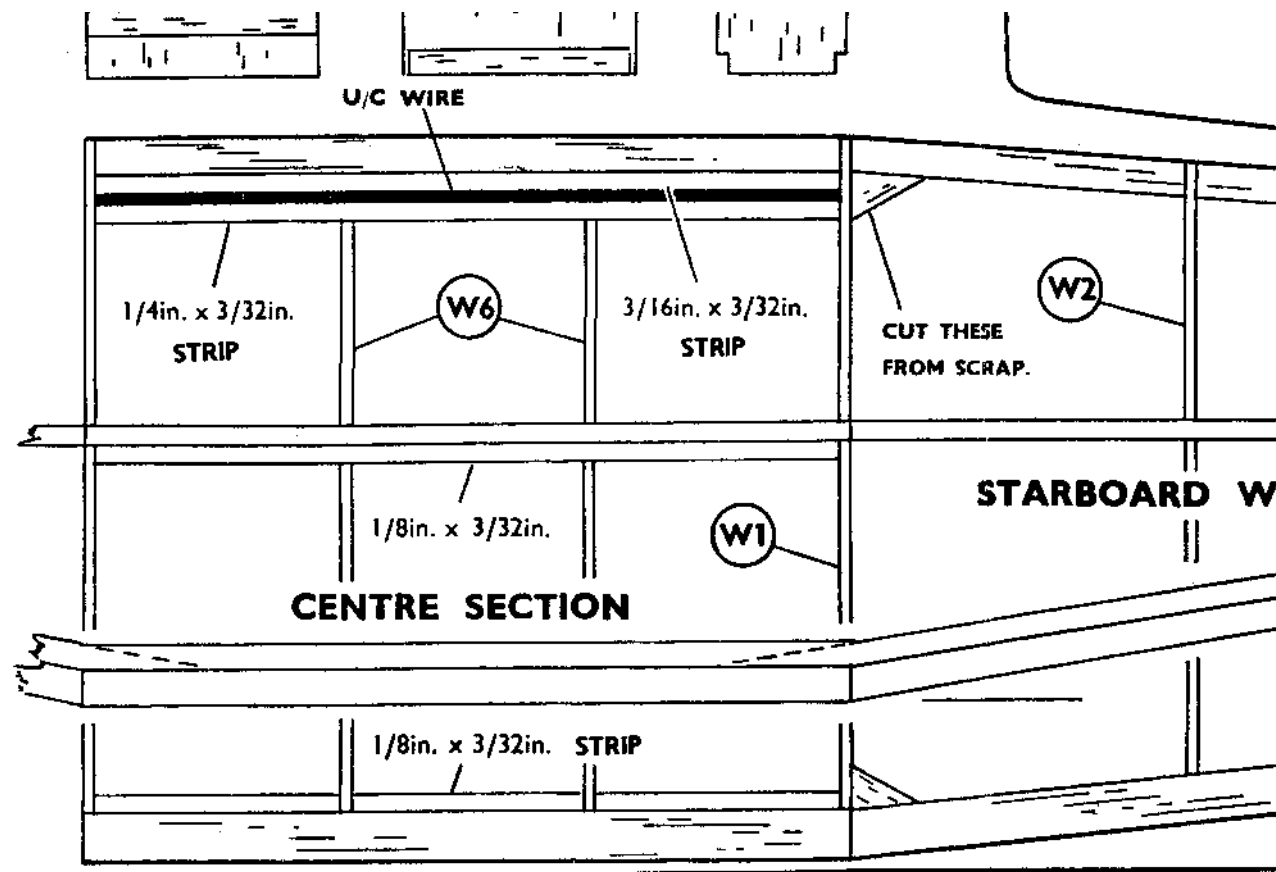 U/C WIRE
1/4in. x 3/32in.
STRIP
W6
3/16in. x 3/32in.
STRIP
W2
CUT THESE
FROM SCRAP.
1/8in. x 3/32in.
W1
STARBOARD W
CENTRE SECTION
1/8in. x 3/32in. STRIP